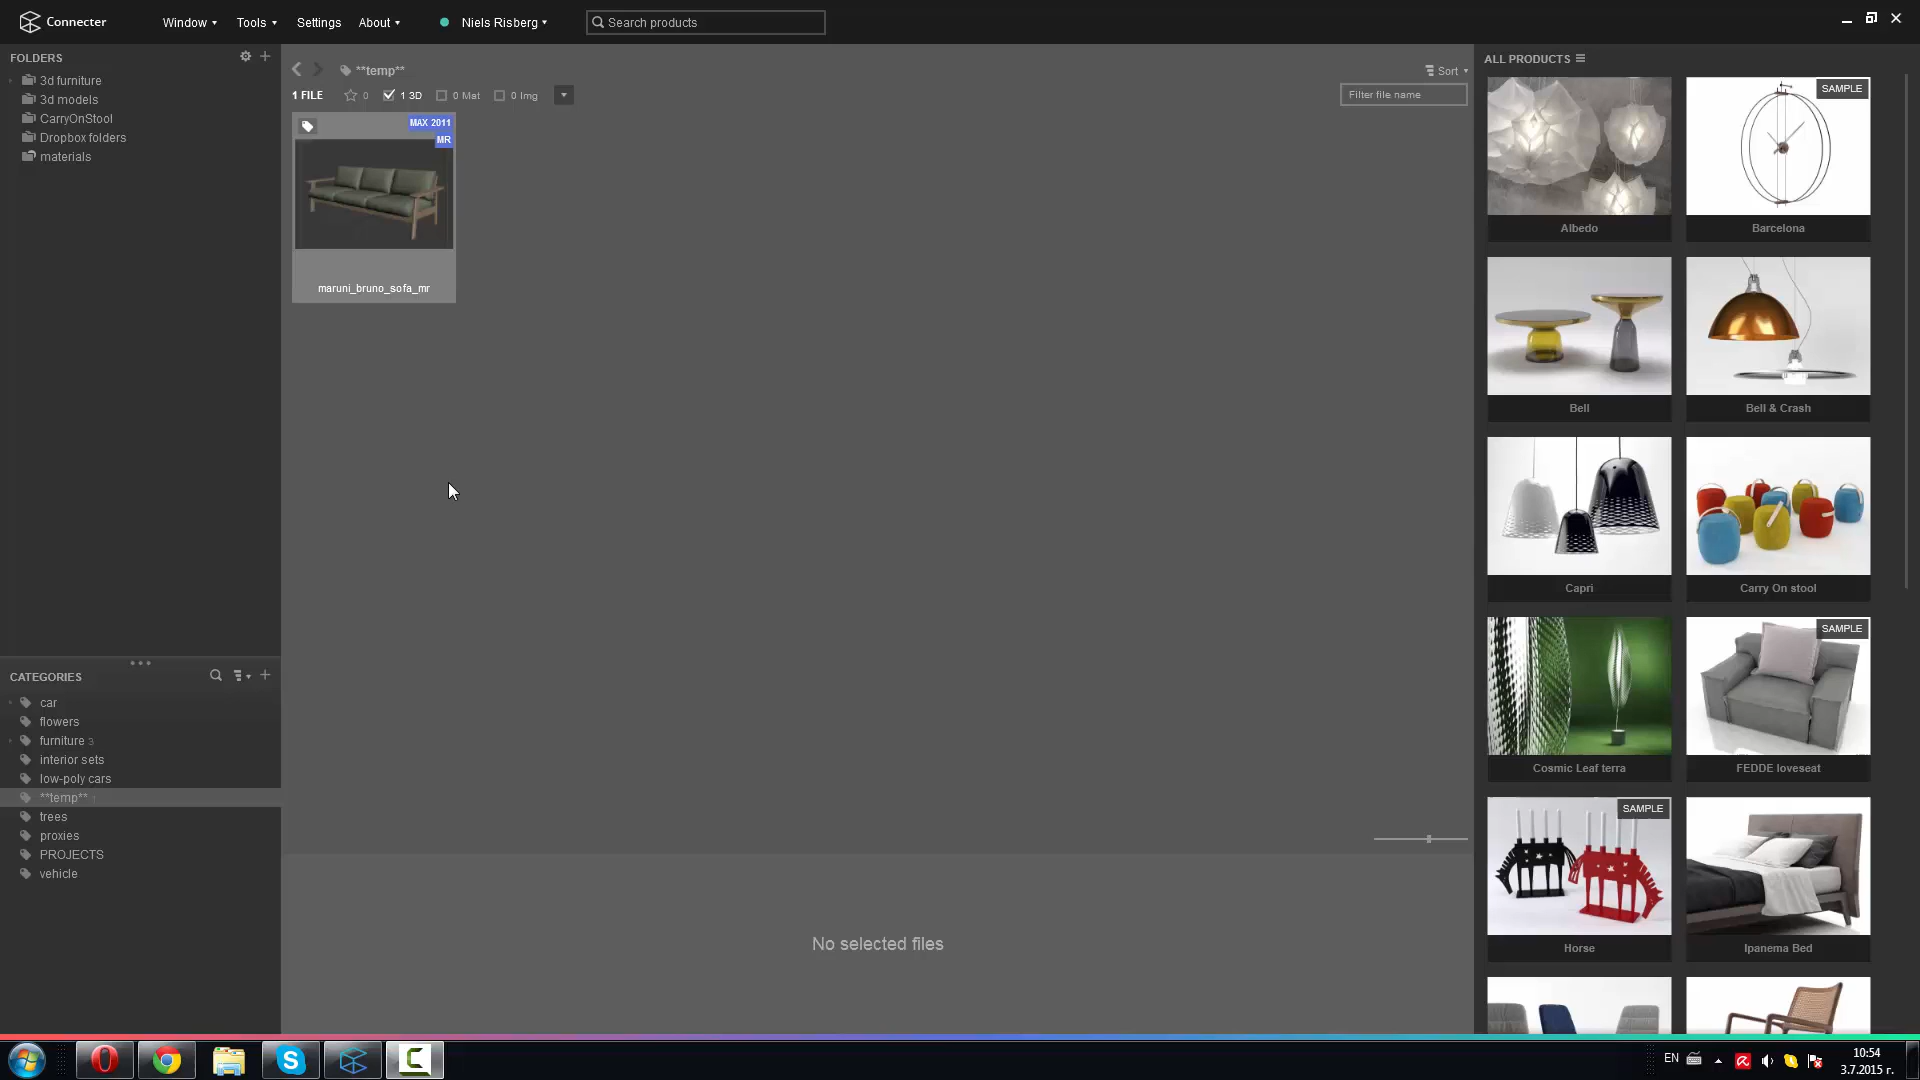 Connecter
Window
Tools
Settings
About
Niels Risberg
Search products
FOLDERS
3d furniture
3d models
CarryOnStool
Dropbox folders
materials
**temp**
Sort
1 FILE
0
1 3D
0 Mat
0 Img
Filter file name
MAX 2011
MR
maruni_bruno_sofa_mr
No selected files
CATEGORIES
car
flowers
furniture 3
interior sets
low-poly cars
**temp** 1
trees
proxies
PROJECTS
vehicle
ALL PRODUCTS
Albedo
SAMPLE
Barcelona
Bell
Bell & Crash
Capri
Carry On stool
Cosmic Leaf terra
SAMPLE
FEDDE loveseat
SAMPLE
Horse
Ipanema Bed
EN
10:54
3.7.2015 г.